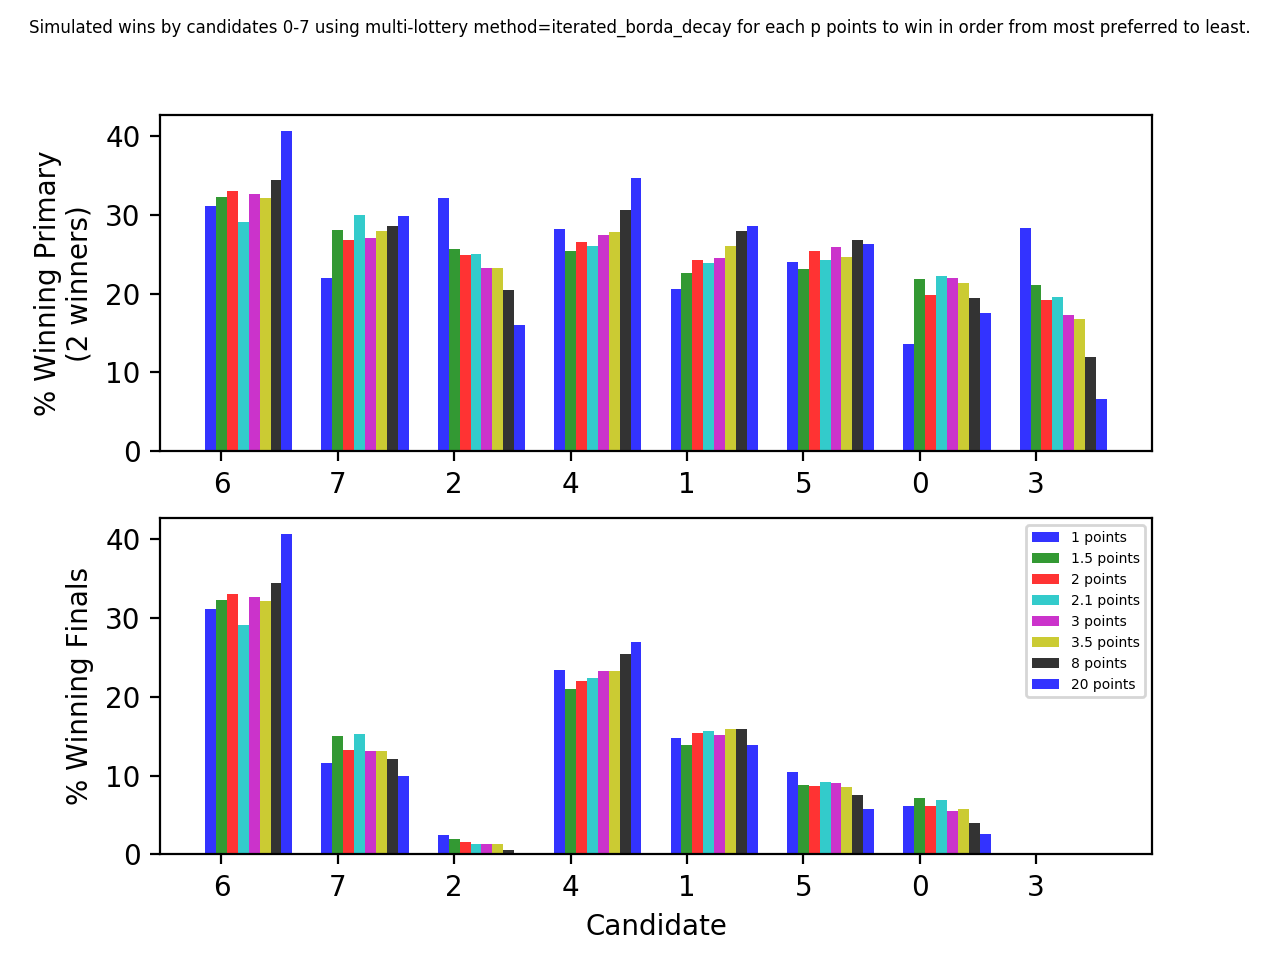 Simulated wins by candidates 0-7 using multi-lottery method=iterated_borda_decay for each p points to win in order from most preferred to least.
% Winning Primary
(2 winners)
40
30
20
10
0
6 7 2 4 1 5 0 3
% Winning Finals
40
30
20
10
0
1 points
1.5 points
2 points
2.1 points
3 points
3.5 points
8 points
20 points
6 7 2 4 1 5 0 3
Candidate